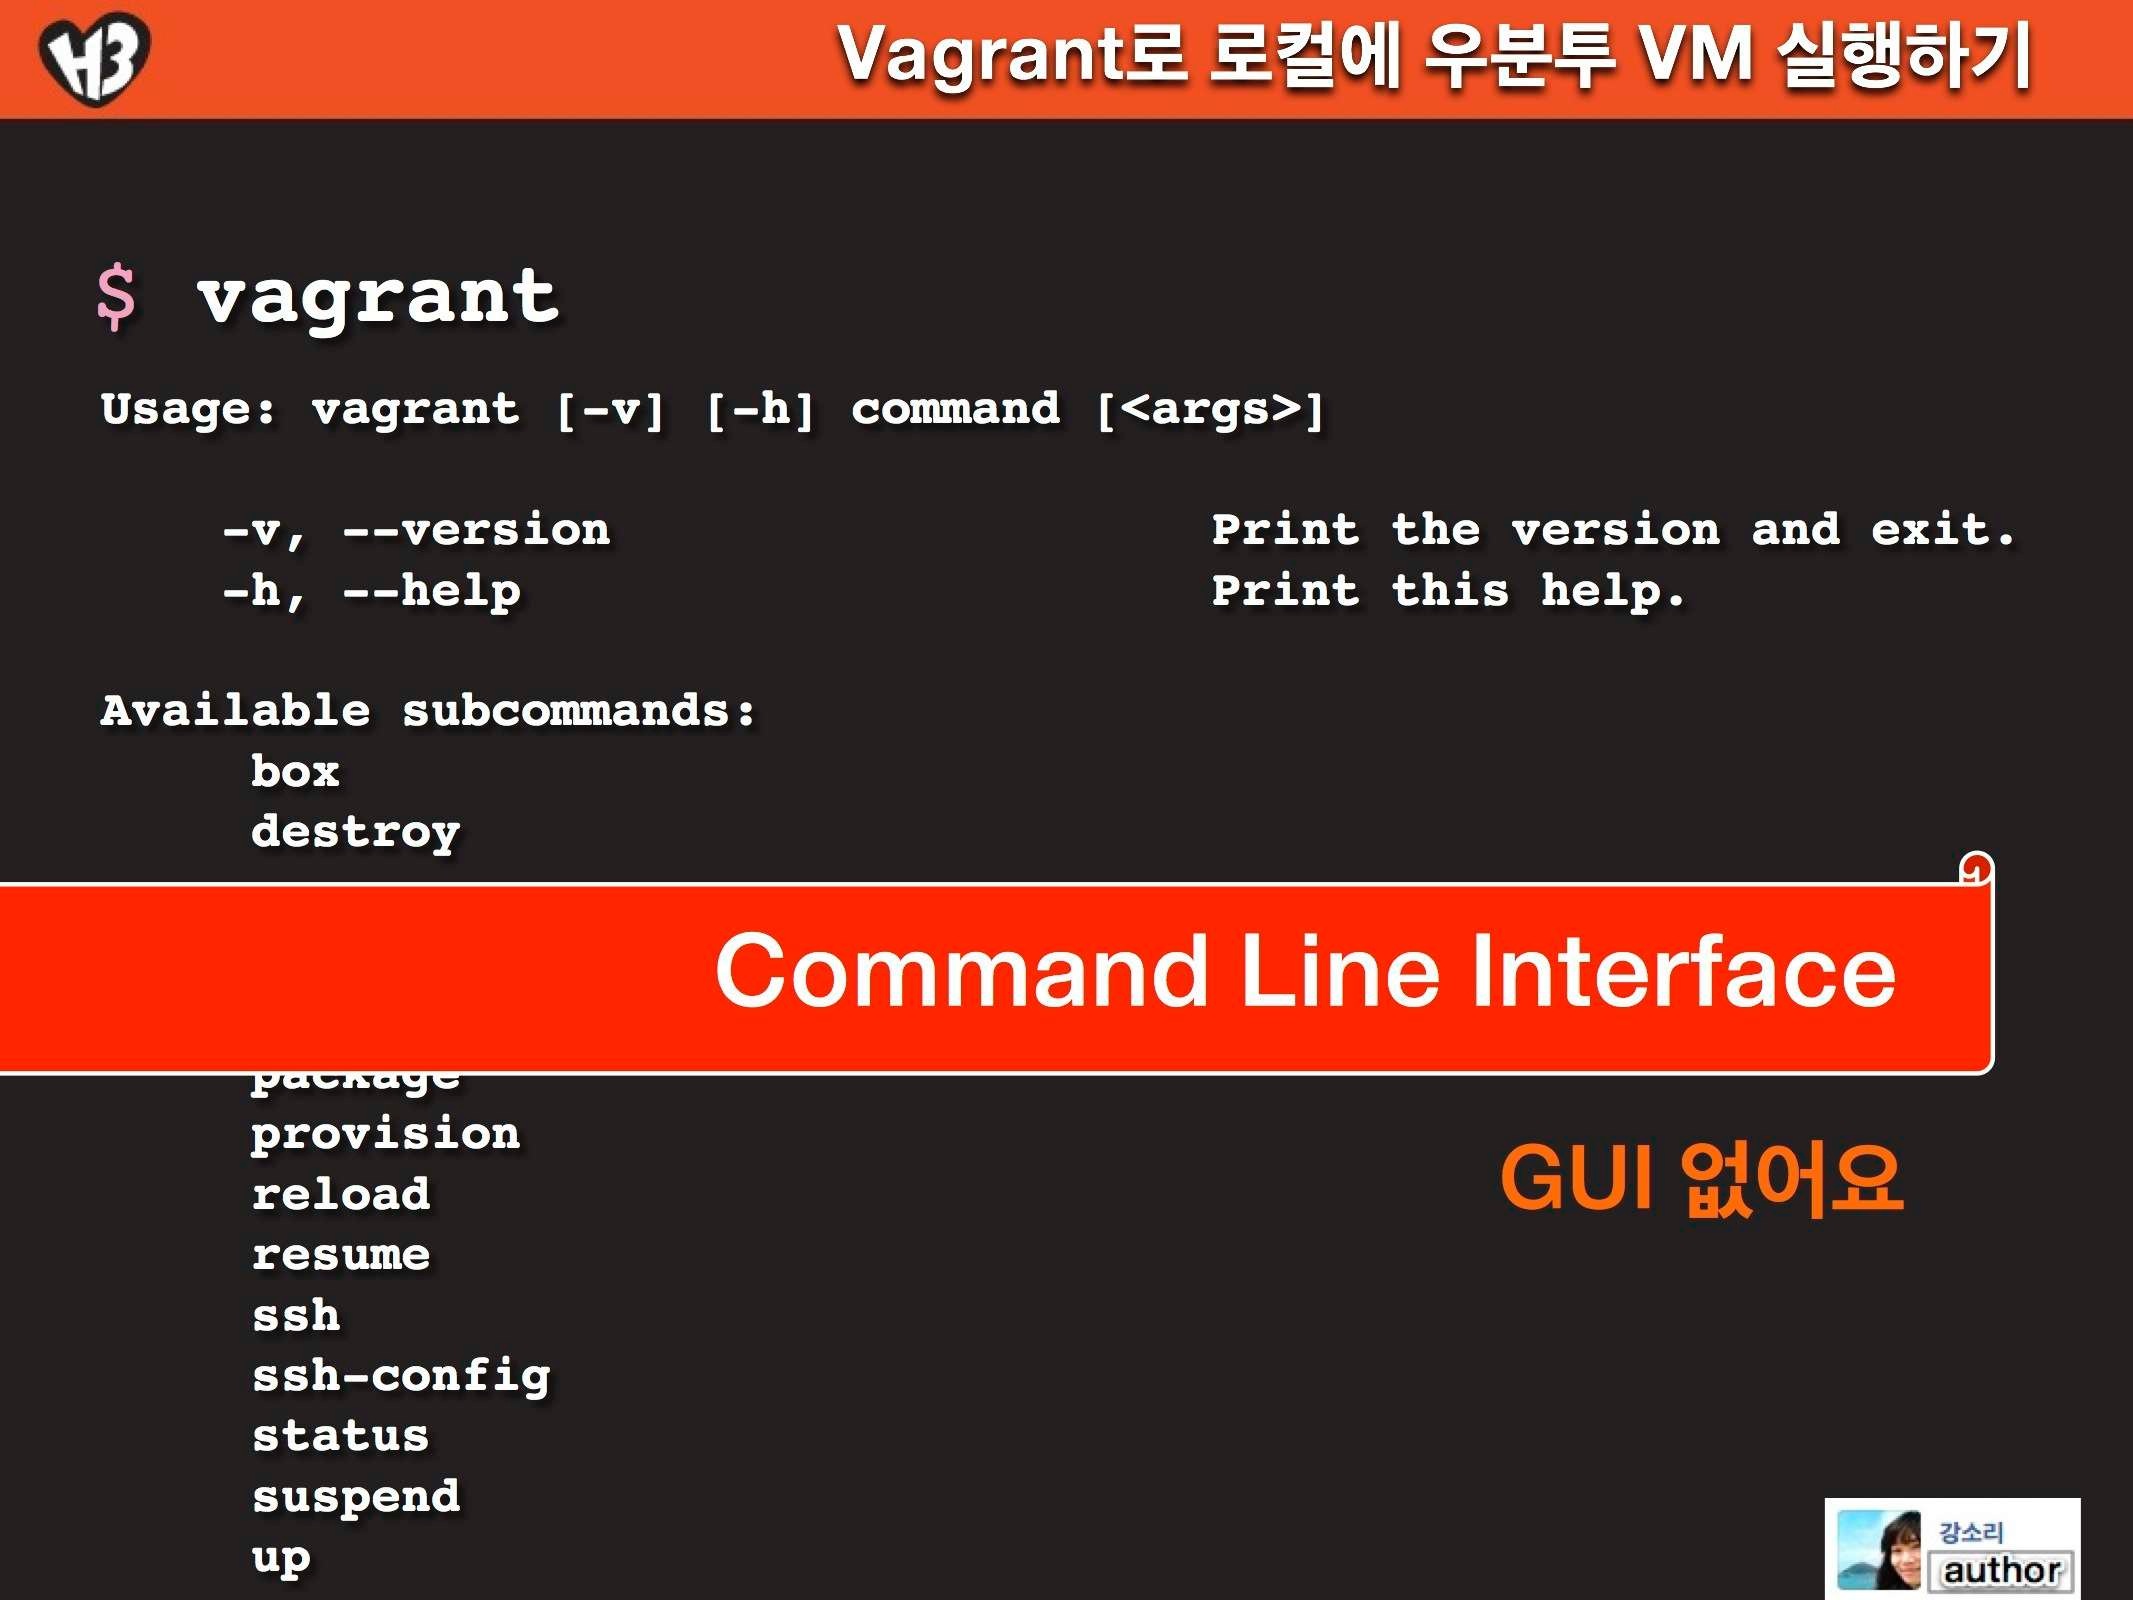 H3
Vagrant로 로컬에 우분투 VM 실행하기
$ vagrant
Usage: vagrant [-v] [-h] command [<args>]
-v, --version Print the version and exit.
-h, --help Print this help.
Available subcommands:
box
destroy
Command Line Interface
package
provision
GUI 없어요
reload
resume
ssh
ssh-config
status
suspend
up
강소리
author